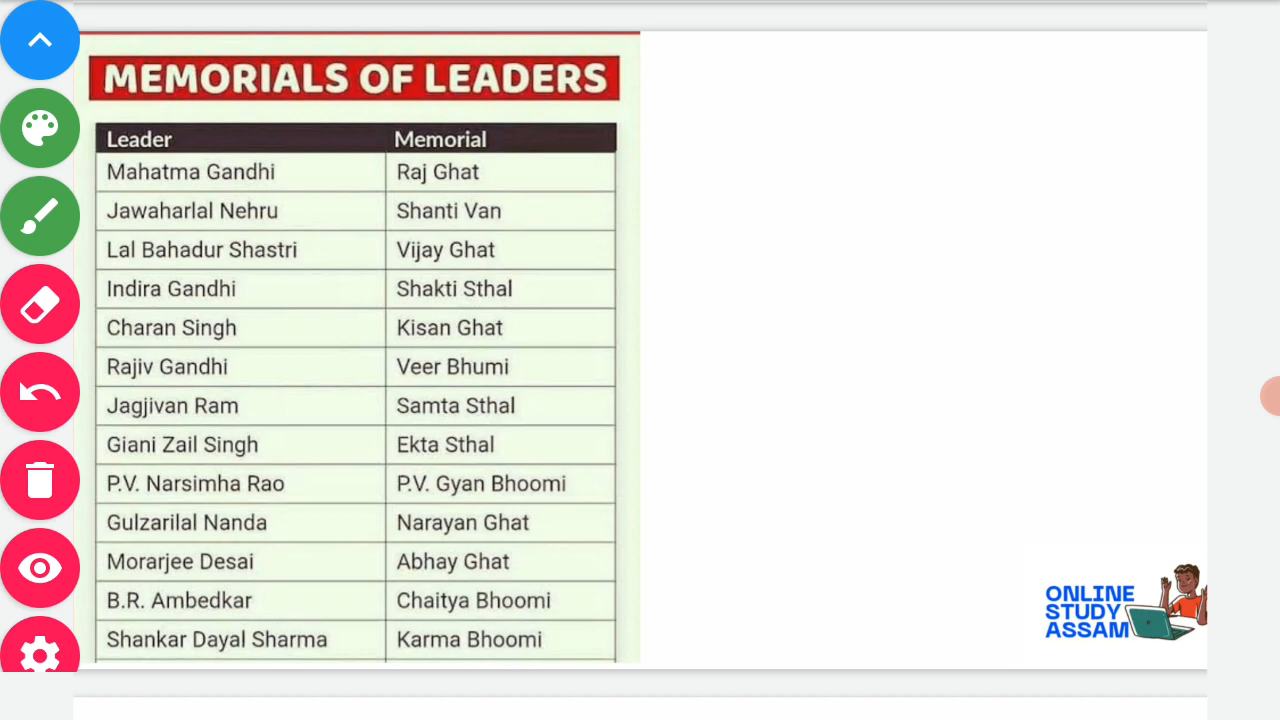 MEMORIALS OF LEADERS
Leader Memorial
Mahatma Gandhi Raj Ghat
Jawaharlal Nehru Shanti Van
Lal Bahadur Shastri Vijay Ghat
Indira Gandhi Shakti Sthal
Charan Singh Kisan Ghat
Rajiv Gandhi Veer Bhumi
Jagjivan Ram Samta Sthal
Giani Zail Singh Ekta Sthal
P.V. Narsimha Rao P.V. Gyan Bhoomi
Gulzarilal Nanda Narayan Ghat
Morarjee Desai Abhay Ghat
B.R. Ambedkar Chaitya Bhoomi
Shankar Dayal Sharma Karma Bhoomi
ONLINE
STUDY
ASSAM